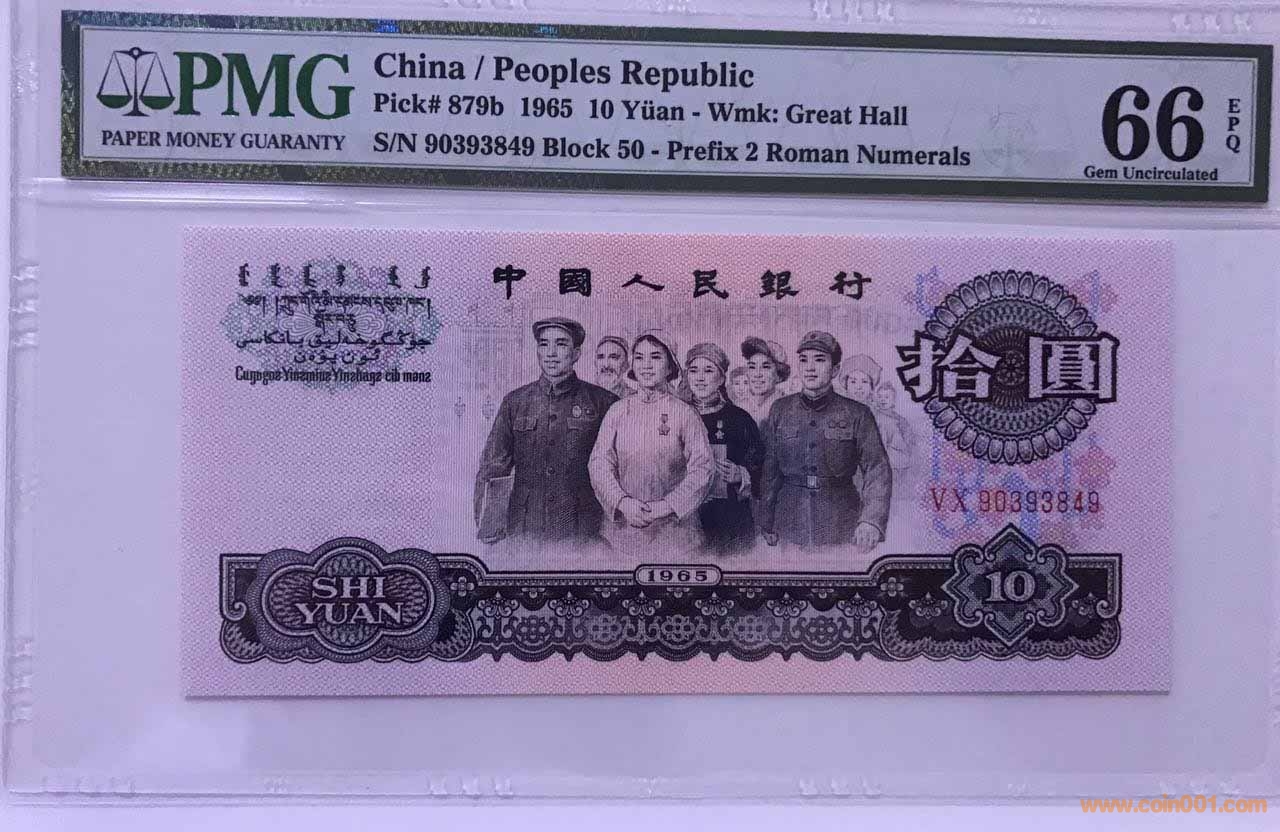 PMG
PAPER MONEY GUARANTY
China / Peoples Republic
Pick# 879b 1965 10 Yüan - Wmk: Great Hall
S/N 90393849 Block 50 - Prefix 2 Roman Numerals
66
EPQ
Gem Uncirculated
中國人民銀行
拾圓
VX 90393849
1965
SHI
YUAN
10
www.coin001.com